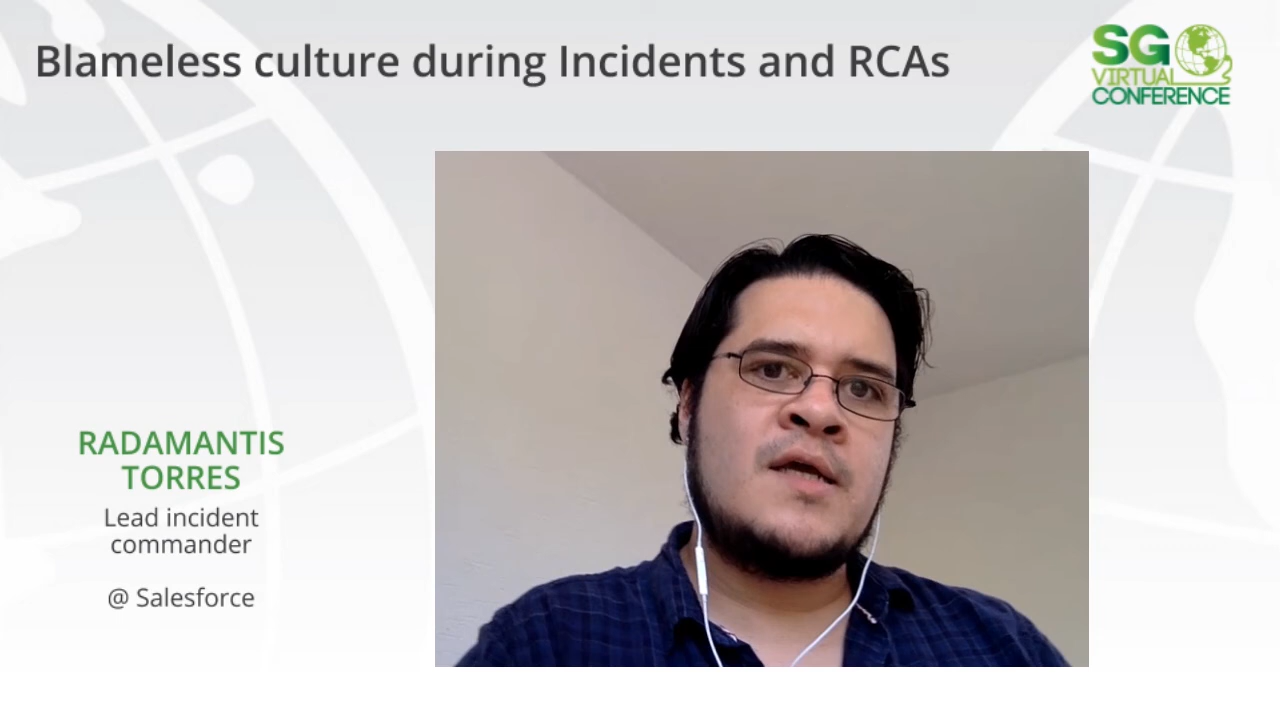 Blameless culture during Incidents and RCAs
SG
VIRTUAL
CONFERENCE
RADAMANTIS
TORRES
Lead incident
commander
@ Salesforce